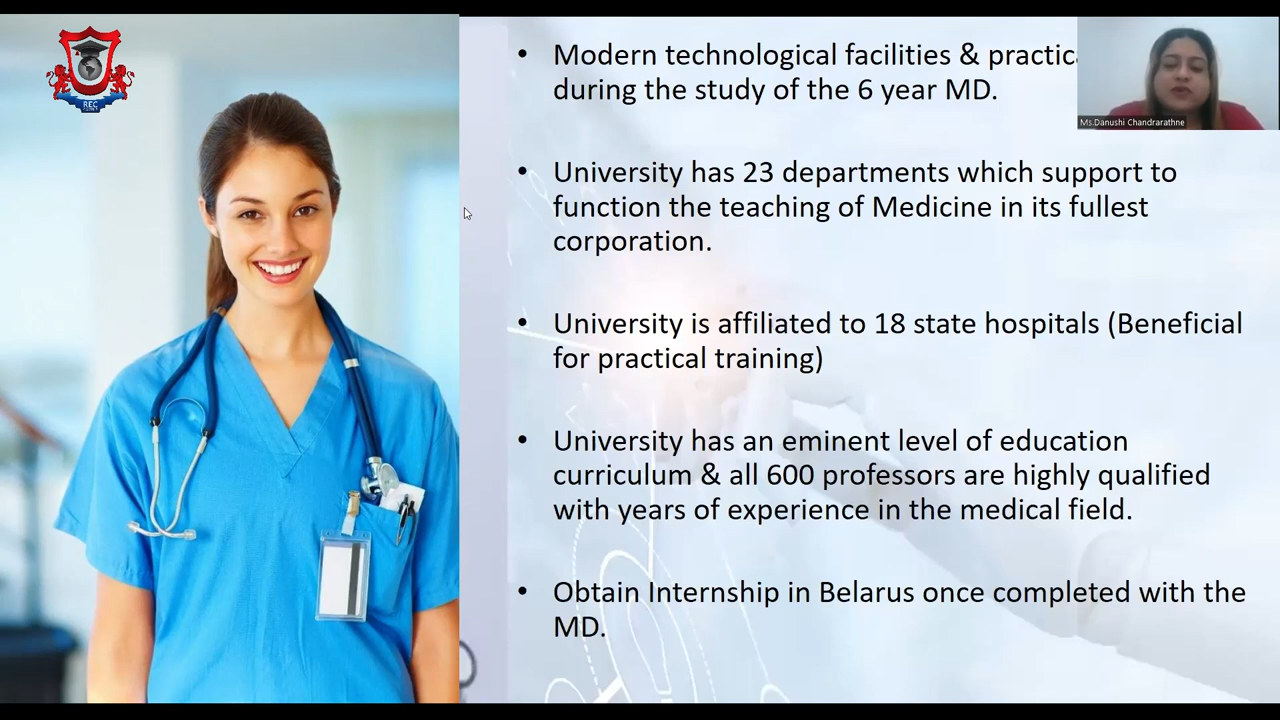 REC
Modern technological facilities & practic
during the study of the 6 year MD.
Ms.Danushi Chandrarathne
University has 23 departments which support to
function the teaching of Medicine in its fullest
corporation.
University is affiliated to 18 state hospitals (Beneficial
for practical training)
University has an eminent level of education
curriculum & all 600 professors are highly qualified
with years of experience in the medical field.
Obtain Internship in Belarus once completed with the
MD.